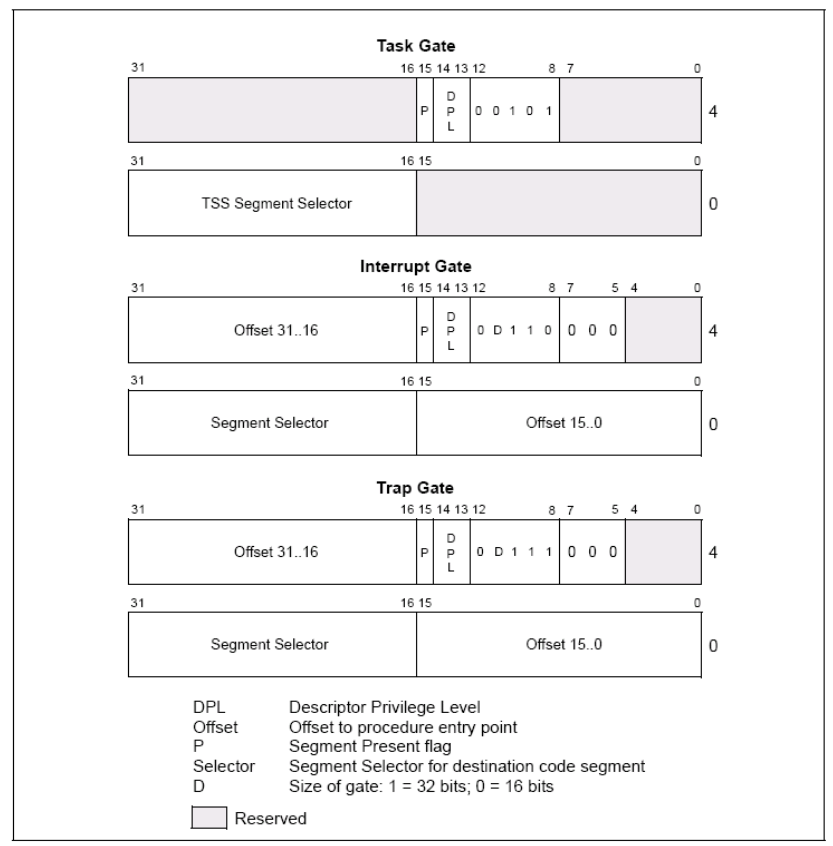 Task Gate
31 16 15 14 13 12 8 7 0
P D P L 0 0 1 0 1 4
31 16 15 0
TSS Segment Selector 0
Interrupt Gate
31 16 15 14 13 12 8 7 5 4 0
Offset 31..16 P D P L 0 D 1 1 0 0 0 0 4
31 16 15 0
Segment Selector Offset 15..0 0
Trap Gate
31 16 15 14 13 12 8 7 5 4 0
Offset 31..16 P D P L 0 D 1 1 1 0 0 0 4
31 16 15 0
Segment Selector Offset 15..0 0
DPL Descriptor Privilege Level
Offset Offset to procedure entry point
P Segment Present flag
Selector Segment Selector for destination code segment
D Size of gate: 1 = 32 bits; 0 = 16 bits
Reserved